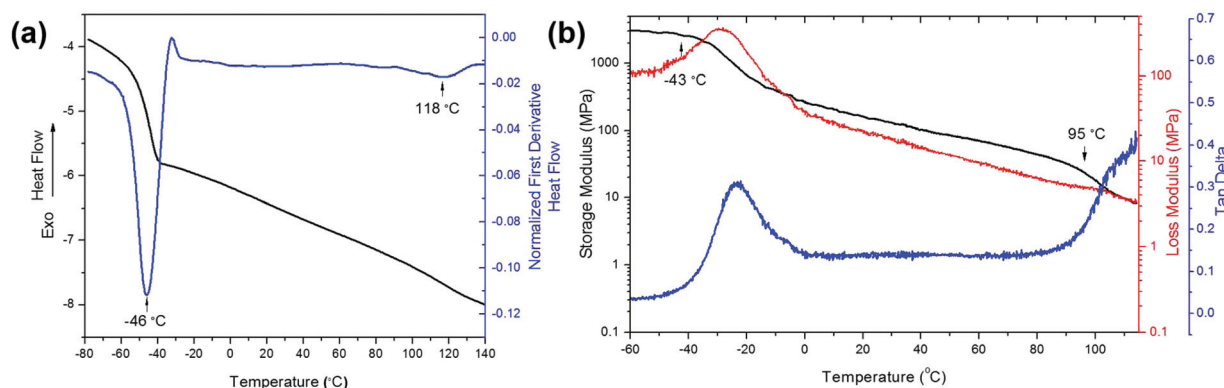 (a)
-4
-5
-6
-7
-8
Exo
Heat Flow
-80 -60 -40 -20 0 20 40 60 80 100 120 140
Temperature (°C)
-46 °C
118 °C
0.00
-0.02
-0.04
-0.06
-0.08
-0.10
-0.12
Normalized First Derivative
Heat Flow
(b)
1000
100
10
1
0.1
Storage Modulus (MPa)
-60 -40 -20 0 20 40 60 80 100
Temperature (°C)
-43 °C
95 °C
100
10
1
0.1
Loss Modulus (MPa)
0.7
0.6
0.5
0.4
0.3
0.2
0.1
0.0
Tan Delta